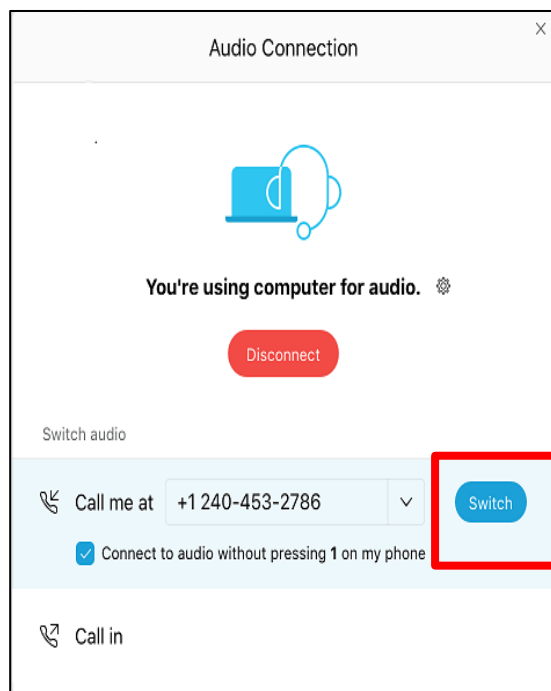 Audio Connection
You're using computer for audio.
Disconnect
Switch audio
Call me at +1 240-453-2786 Switch
Connect to audio without pressing 1 on my phone
Call in